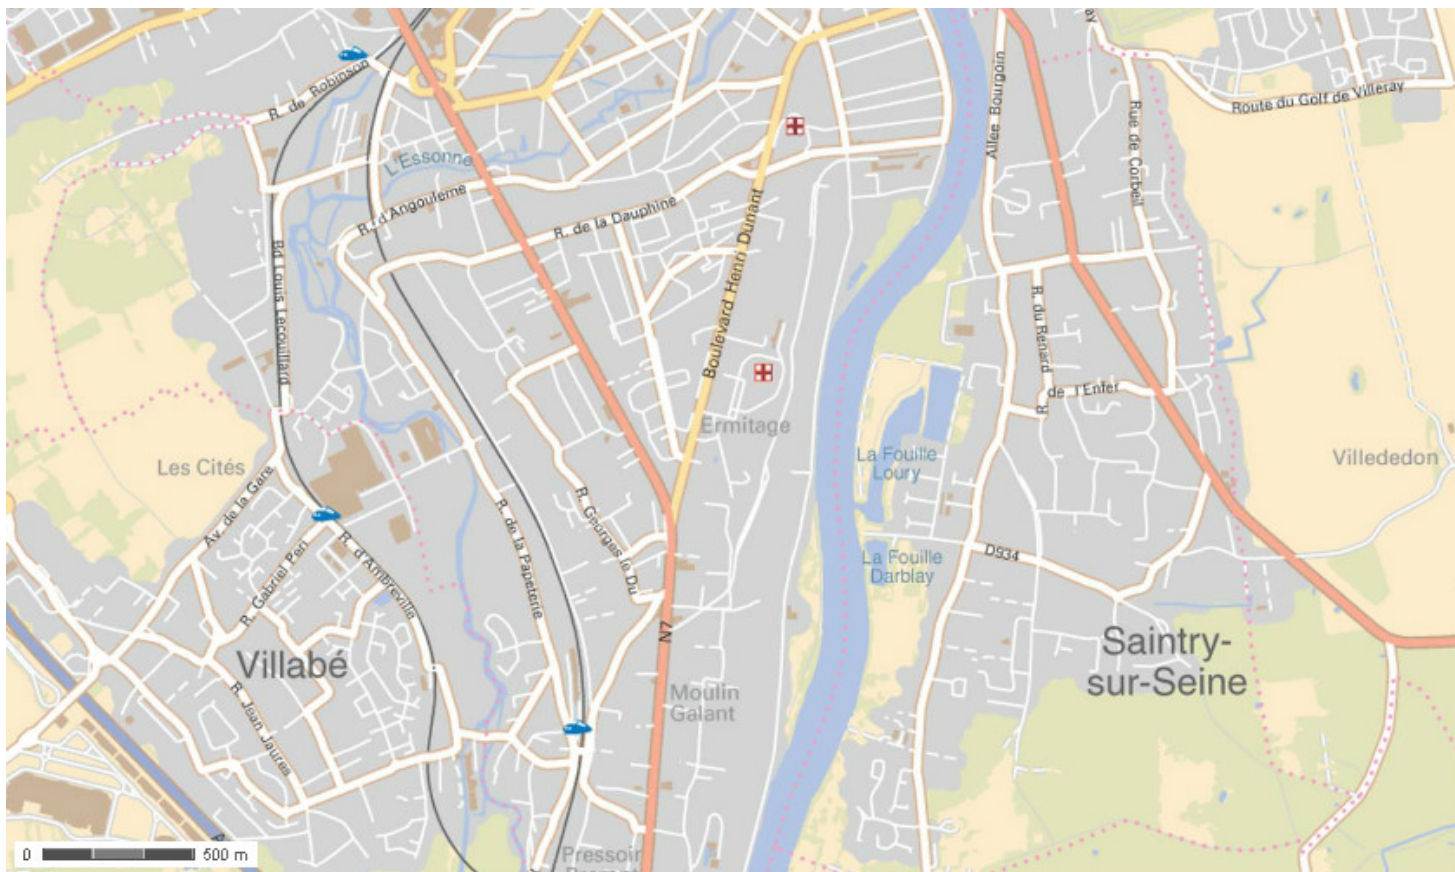 R. de Robinson
Route du Golf de Villeray
Allée Bourgoin
Rue de Corbeil
L'Essonne
R. d'Angouleme
R. de la Dauphine
Boulevard Henri Dunant
Bd Louis Lecouillard
R. du Renard
R. de l'Enfer
Ermitage
Les Cités
La Fouille
Loury
Villededon
Av. de la Gare
R. Georges le Du
R. de la Papeterie
R. Gabriel Peri
R. d'Ambreville
La Fouille
Darblay
D934
N7
Villabé
Saintry-
sur-Seine
R. Jean Jaures
Moulin
Galant
Pressoir
0 500 m